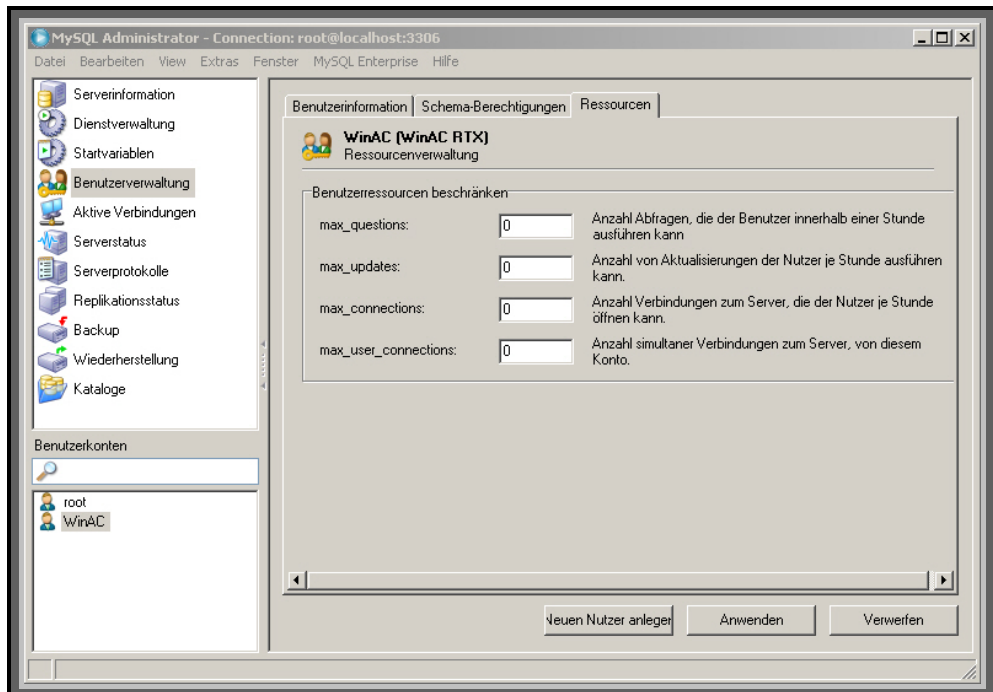 MySQL Administrator - Connection: root@localhost:3306
Datei Bearbeiten View Extras Fenster MySQL Enterprise Hilfe
Serverinformation
Dienstverwaltung
Startvariablen
Benutzerverwaltung
Aktive Verbindungen
Serverstatus
Serverprotokolle
Replikationsstatus
Backup
Wiederherstellung
Kataloge
Benutzerkonten
root
WinAC
Benutzerinformation Schema-Berechtigungen Ressourcen
WinAC (WinAC RTX)
Ressourcenverwaltung
Benutzerressourcen beschränken
max_questions: 0 Anzahl Abfragen, die der Benutzer innerhalb einer Stunde
ausführen kann
max_updates: 0 Anzahl von Aktualisierungen der Nutzer je Stunde ausführen
kann.
max_connections: 0 Anzahl Verbindungen zum Server, die der Nutzer je Stunde
öffnen kann.
max_user_connections: 0 Anzahl simultaner Verbindungen zum Server, von diesem
Konto.
Neuen Nutzer anlegen Anwenden Verwerfen